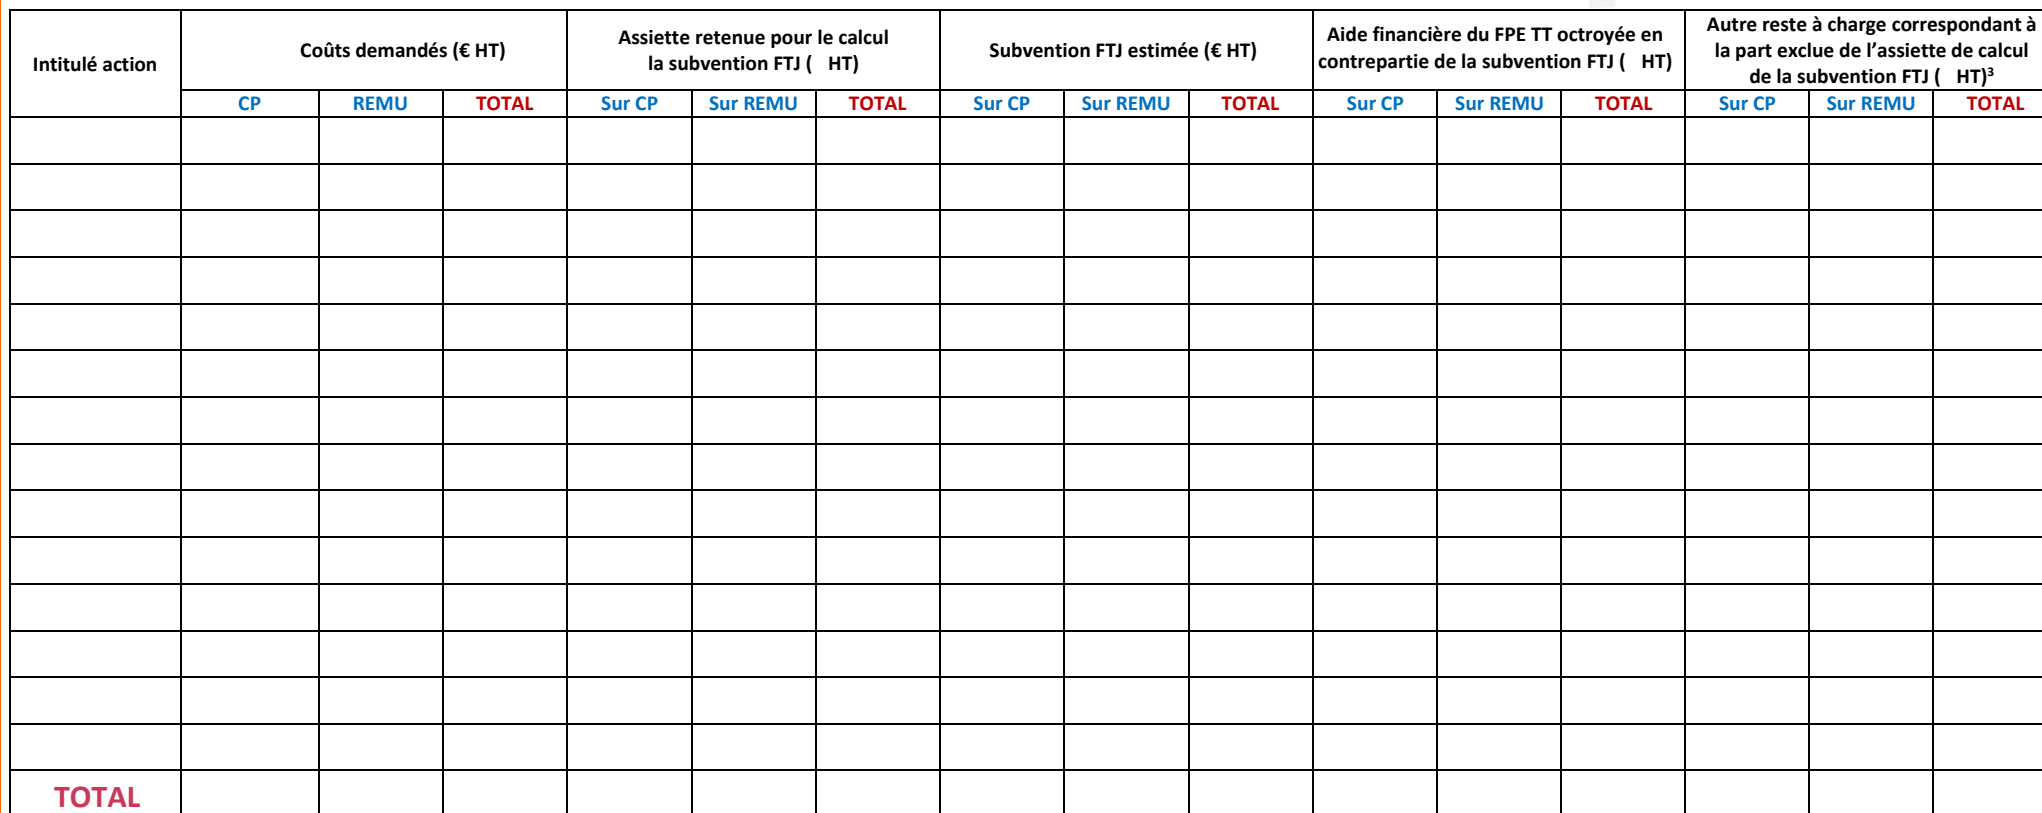 Intitulé action
Coûts demandés (€ HT)
Assiette retenue pour le calcul
la subvention FTJ ( HT)
Subvention FTJ estimée (€ HT)
Aide financière du FPE TT octroyée en
contrepartie de la subvention FTJ ( HT)
Autre reste à charge correspondant à
la part exclue de l’assiette de calcul
de la subvention FTJ ( HT)³
CP REMU TOTAL Sur CP Sur REMU TOTAL Sur CP Sur REMU TOTAL Sur CP Sur REMU TOTAL Sur CP Sur REMU TOTAL
TOTAL